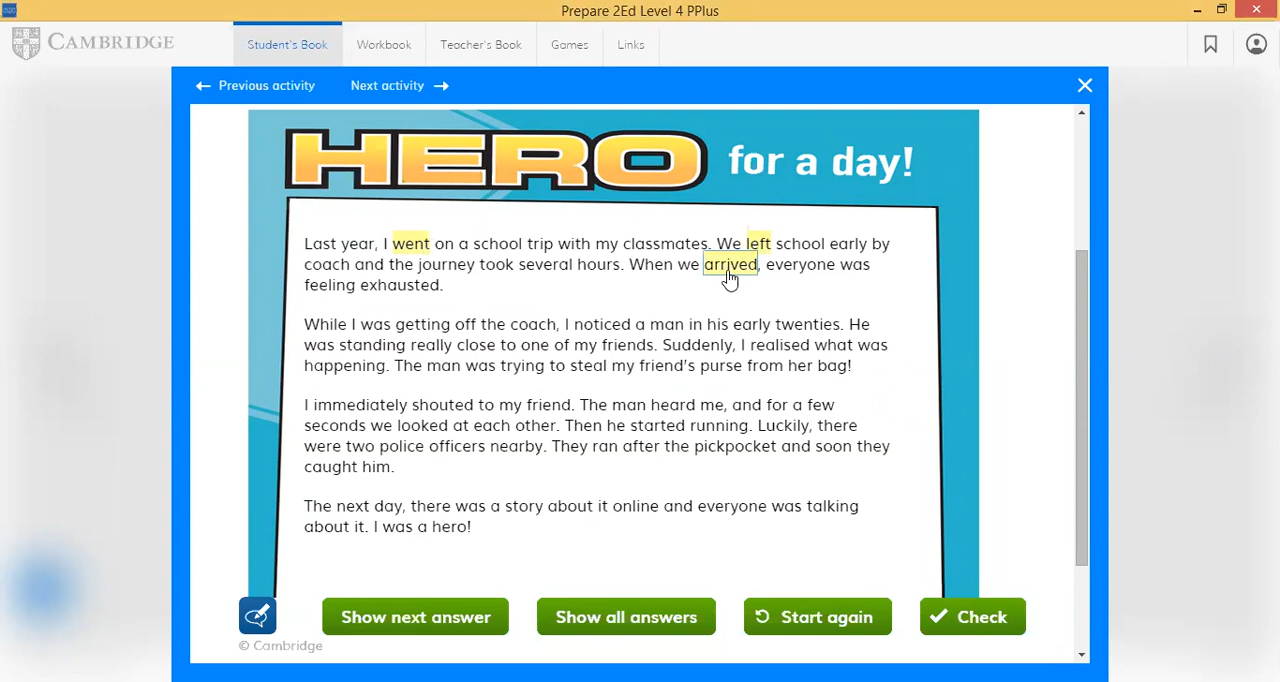 Prepare 2Ed Level 4 PPlus
CAMBRIDGE
Student's Book
Workbook
Teacher's Book
Games
Links
Previous activity
Next activity
HERO for a day!
Last year, I went on a school trip with my classmates. We left school early by
coach and the journey took several hours. When we arrived, everyone was
feeling exhausted.
While I was getting off the coach, I noticed a man in his early twenties. He
was standing really close to one of my friends. Suddenly, I realised what was
happening. The man was trying to steal my friend's purse from her bag!
I immediately shouted to my friend. The man heard me, and for a few
seconds we looked at each other. Then he started running. Luckily, there
were two police officers nearby. They ran after the pickpocket and soon they
caught him.
The next day, there was a story about it online and everyone was talking
about it. I was a hero!
Show next answer
Show all answers
Start again
Check
© Cambridge